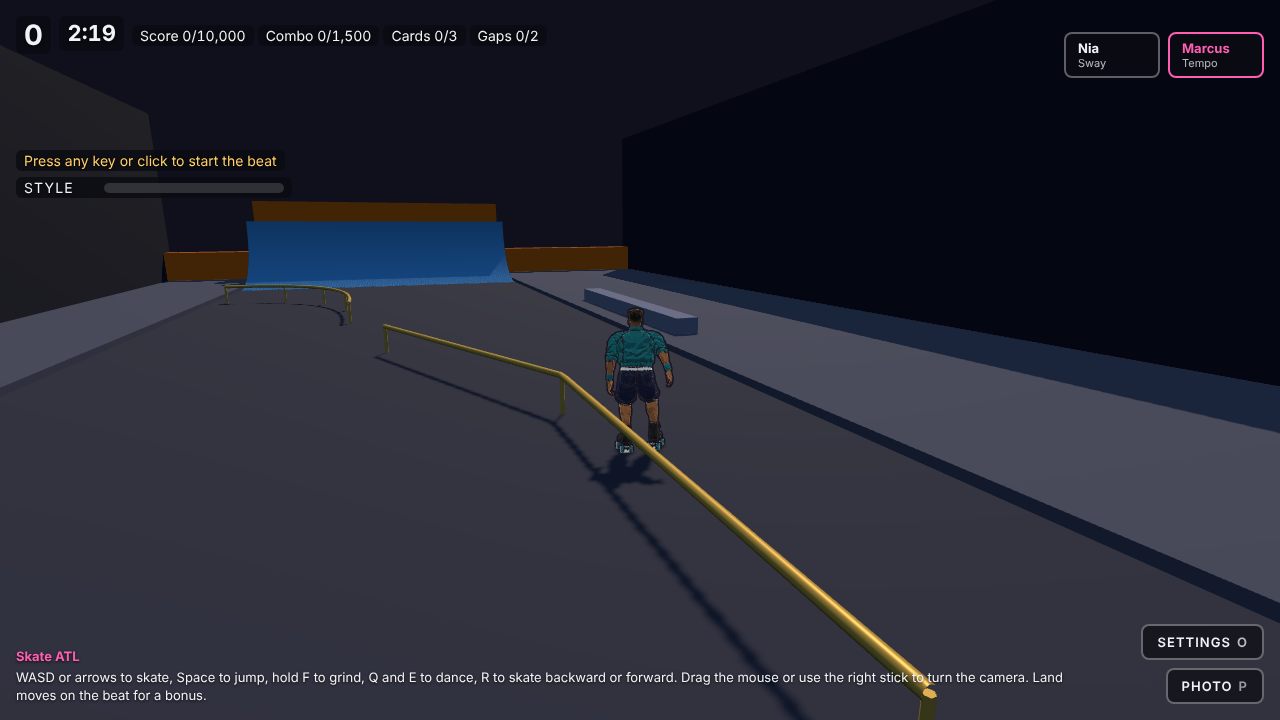 0 2:19 Score 0/10,000 Combo 0/1,500 Cards 0/3 Gaps 0/2
Nia
Sway
Marcus
Tempo
Press any key or click to start the beat
STYLE
Skate ATL
WASD or arrows to skate, Space to jump, hold F to grind, Q and E to dance, R to skate backward or forward. Drag the mouse or use the right stick to turn the camera. Land
moves on the beat for a bonus.
SETTINGS O
PHOTO P